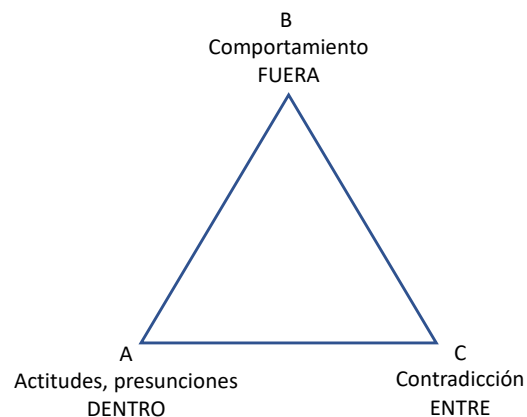 B
Comportamiento
FUERA
A
Actitudes, presunciones
DENTRO
C
Contradicción
ENTRE